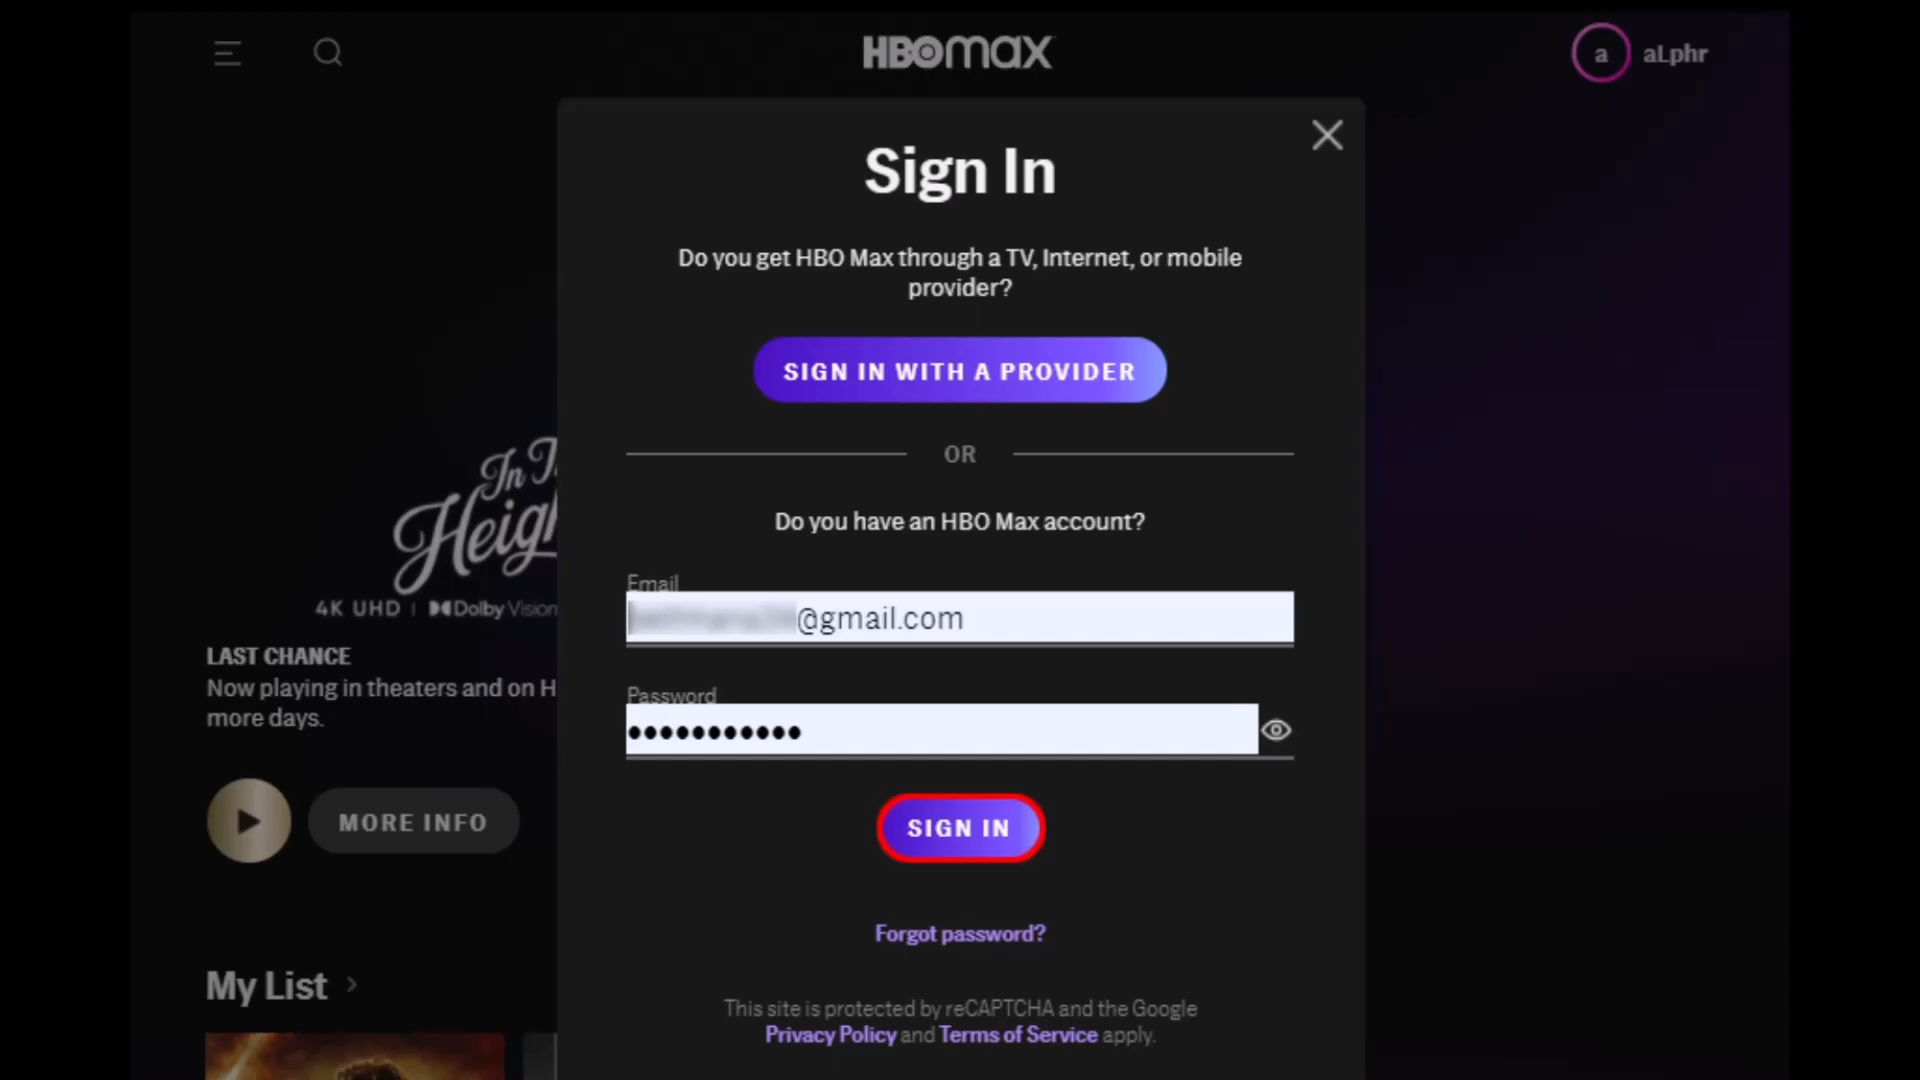 HBOMAX
a
aLphr
Sign In
Do you get HBO Max through a TV, Internet, or mobile
provider?
SIGN IN WITH A PROVIDER
OR
Do you have an HBO Max account?
Email
@gmail.com
Password
SIGN IN
Forgot password?
This site is protected by reCAPTCHA and the Google
Privacy Policy and Terms of Service apply.
In
Heigh
4K UHD | Dolby Vision
LAST CHANCE
Now playing in theaters and on H
more days.
MORE INFO
My List